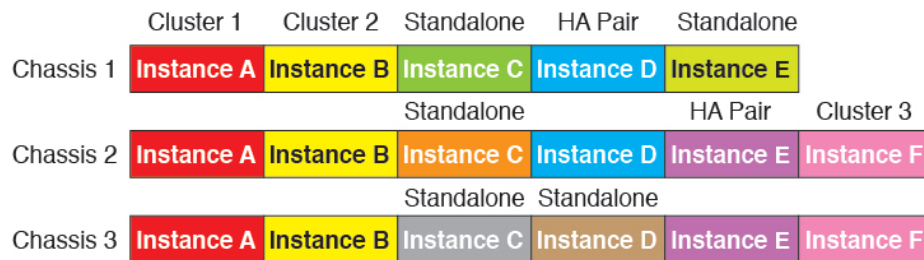 Cluster 1 Cluster 2 Standalone HA Pair Standalone
Chassis 1 Instance A Instance B Instance C Instance D Instance E
Standalone HA Pair Cluster 3
Chassis 2 Instance A Instance B Instance C Instance D Instance E Instance F
Standalone Standalone
Chassis 3 Instance A Instance B Instance C Instance D Instance E Instance F